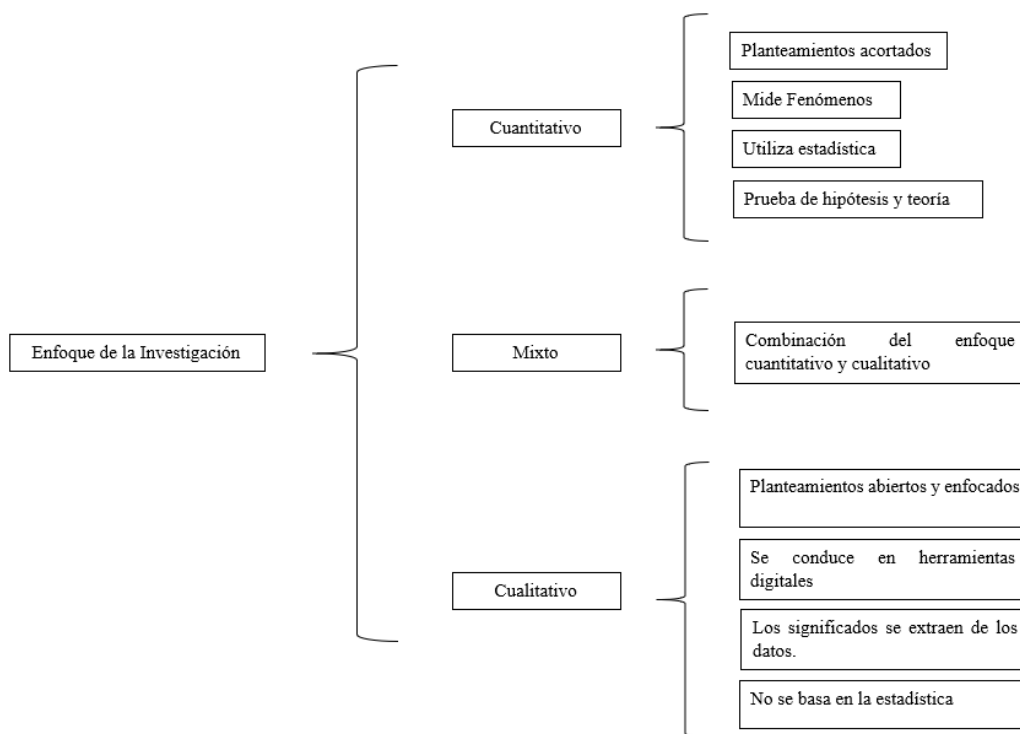 Planteamientos acortados
Mide Fenómenos
Cuantitativo
Utiliza estadística
Prueba de hipótesis y teoría
Enfoque de la Investigación
Mixto
Combinación del enfoque
cuantitativo y cualitativo
Planteamientos abiertos y enfocados
Se conduce en herramientas
digitales
Cualitativo
Los significados se extraen de los
datos.
No se basa en la estadística